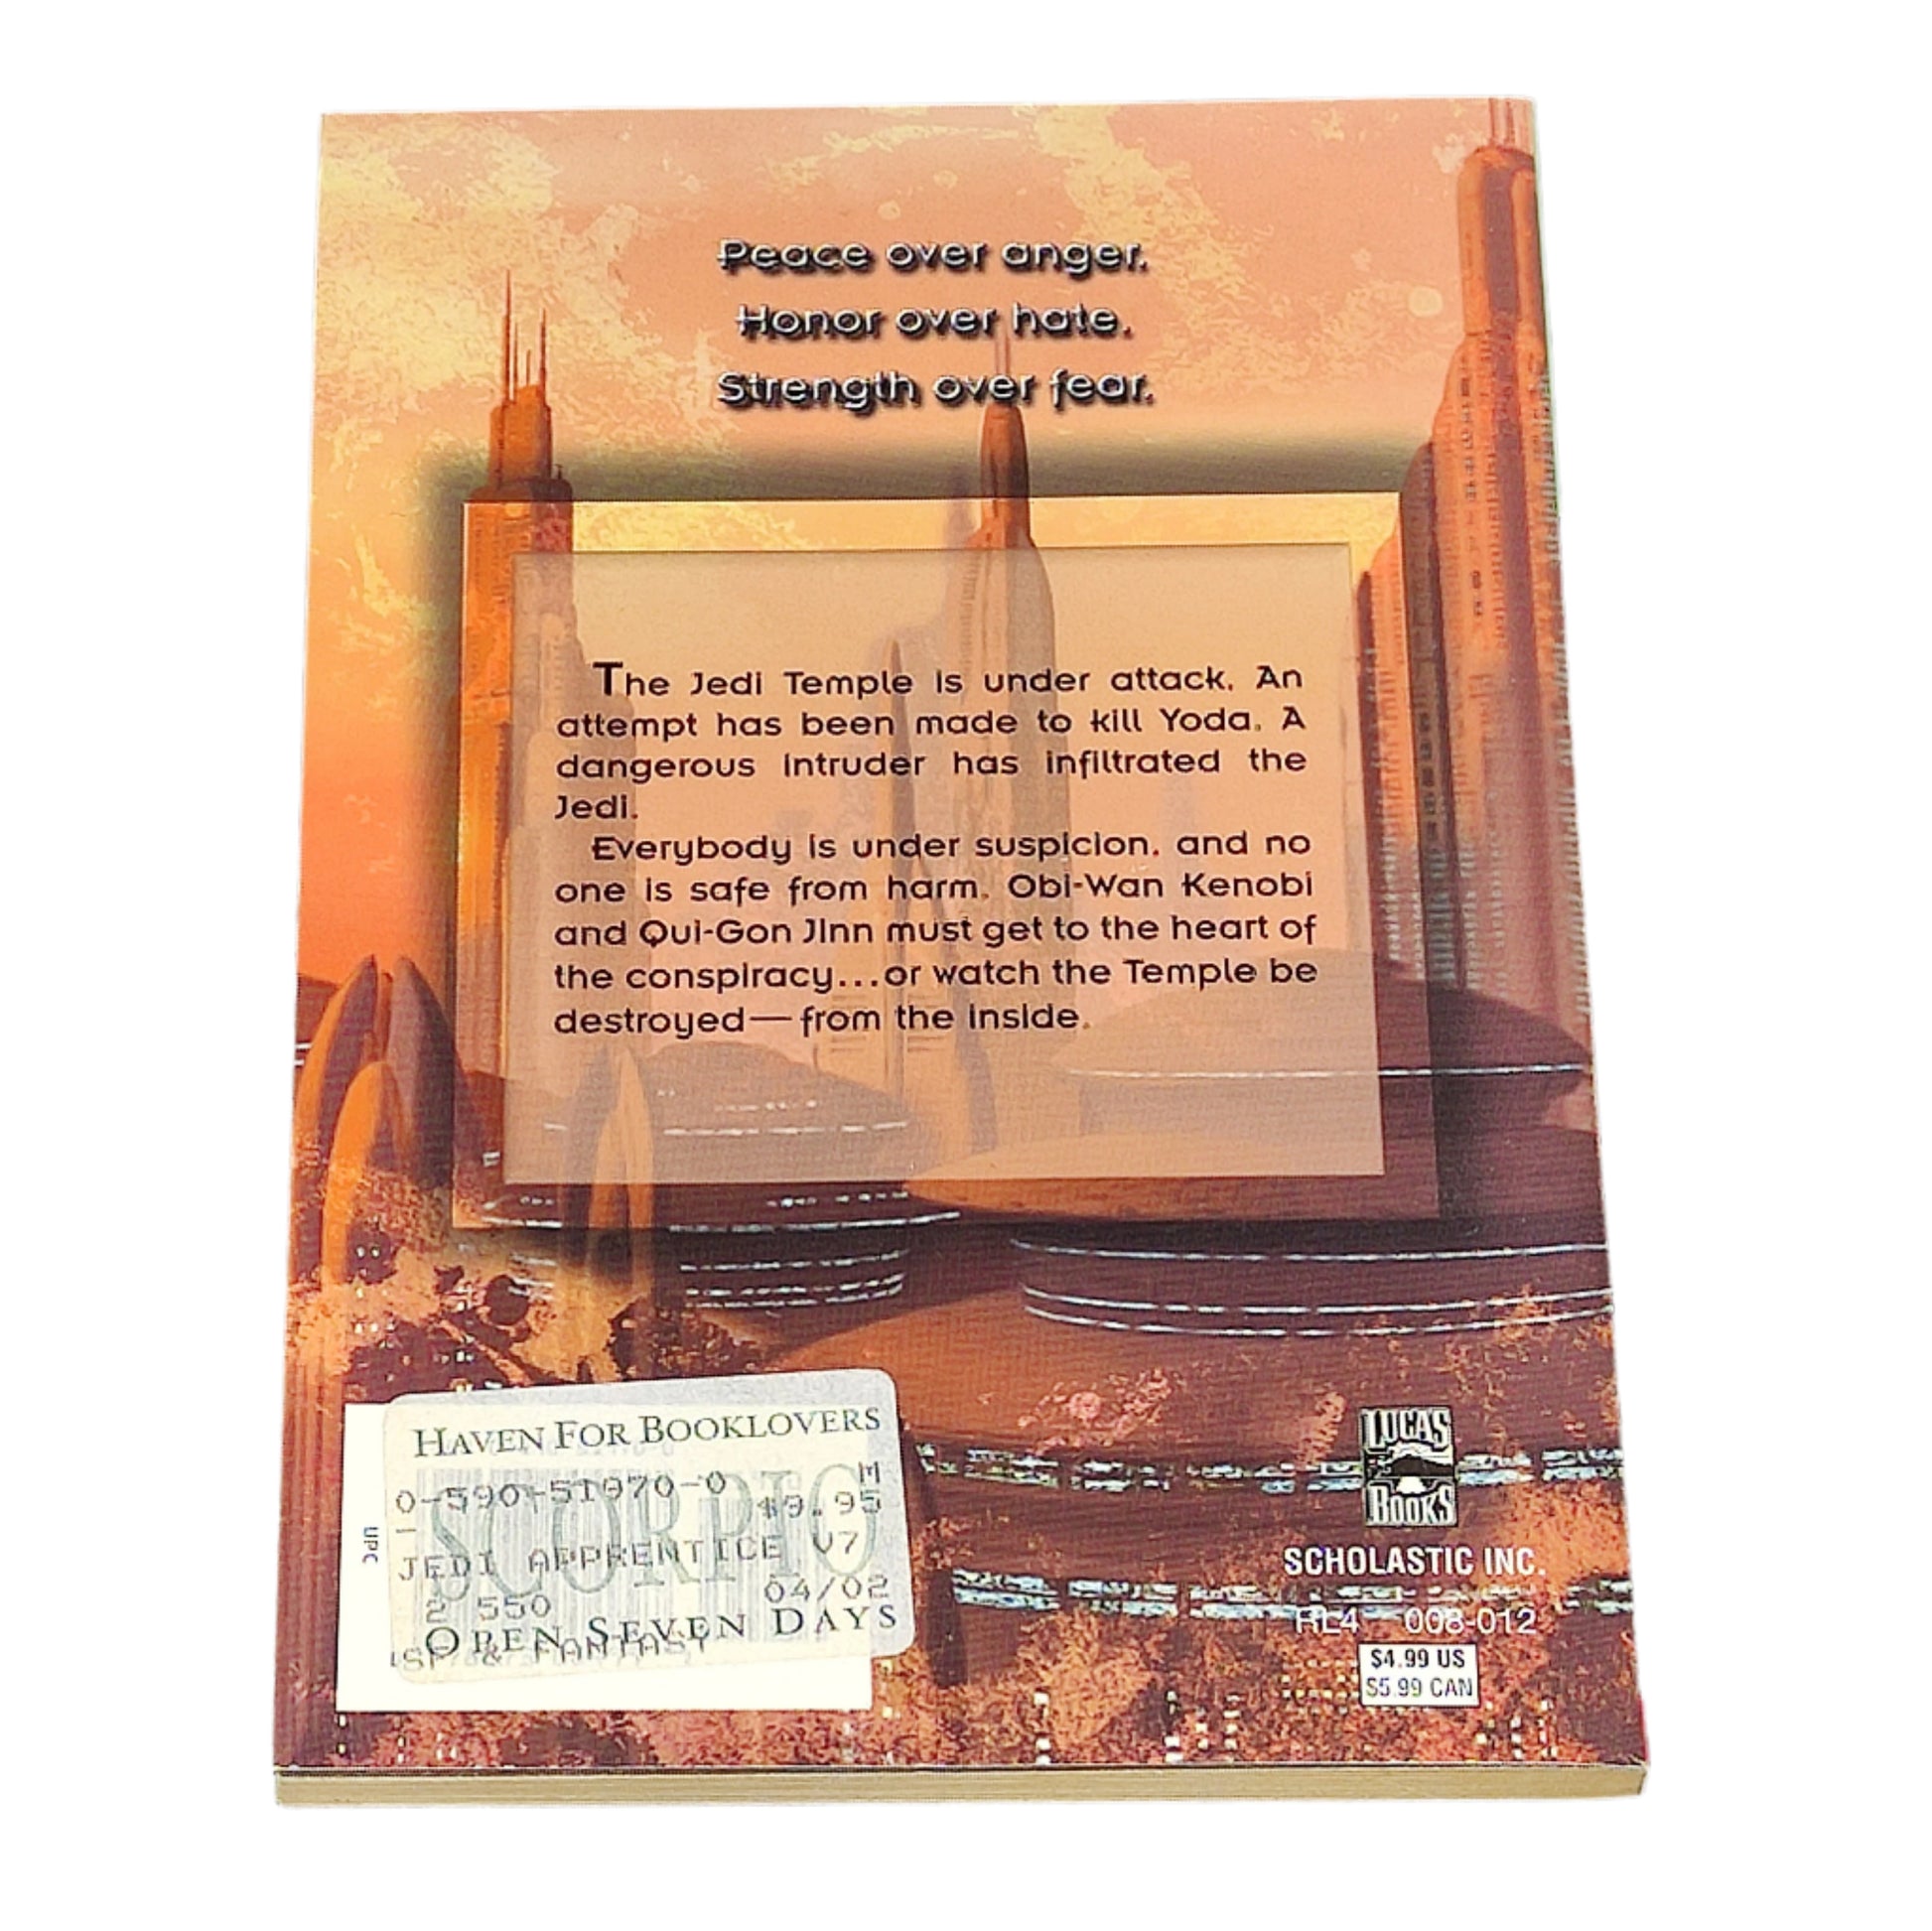 Peace over anger.
Honor over hate.
Strength over fear.
The Jedi Temple is under attack. An
attempt has been made to kill Yoda. A
dangerous intruder has infiltrated the
Jedi.
Everybody is under suspicion, and no
one is safe from harm. Obi-Wan Kenobi
and Qui-Gon Jinn must get to the heart of
the conspiracy...or watch the Temple be
destroyed—from the inside.
HAVEN FOR BOOKLOVERS
0-590-51970-0 M
$9.95
SCORPIO
JEDI APPRENTICE V7
2 550 04/02
OPEN SEVEN DAYS
SF & FANTASY
UPC
LUCAS
BOOKS
SCHOLASTIC INC.
RL4 008-012
$4.99 US
$5.99 CAN